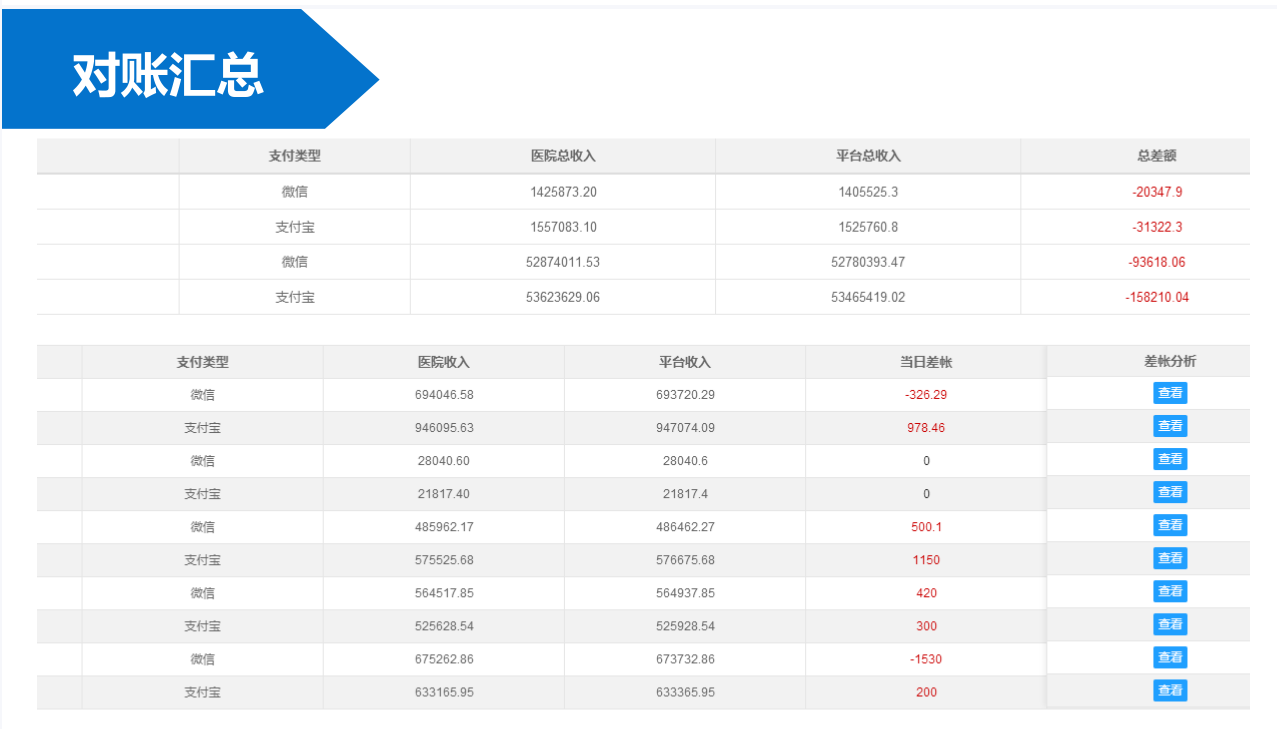 对账汇总
支付类型 医院总收入 平台总收入 总差额
微信 1425873.20 1405525.3 -20347.9
支付宝 1557083.10 1525760.8 -31322.3
微信 52874011.53 52780393.47 -93618.06
支付宝 53623629.06 53465419.02 -158210.04
支付类型 医院收入 平台收入 当日差帐 差帐分析
微信 694046.58 693720.29 -326.29 查看
支付宝 946095.63 947074.09 978.46 查看
微信 28040.60 28040.6 0 查看
支付宝 21817.40 21817.4 0 查看
微信 485962.17 486462.27 500.1 查看
支付宝 575525.68 576675.68 1150 查看
微信 564517.85 564937.85 420 查看
支付宝 525628.54 525928.54 300 查看
微信 675262.86 673732.86 -1530 查看
支付宝 633165.95 633365.95 200 查看